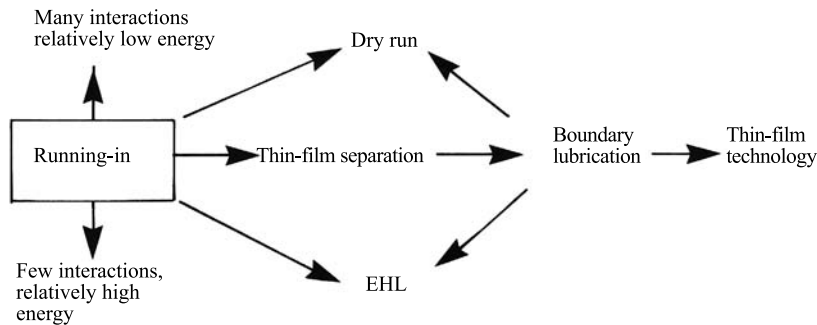 Many interactions
relatively low energy
Dry run
Running-in
Thin-film separation
Boundary
lubrication
Thin-film
technology
Few interactions,
relatively high
energy
EHL